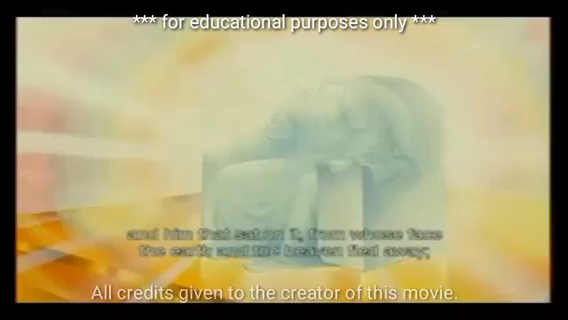 *** for educational purposes only ***
and him that sat on it, from whose face
the earth and the heaven fled away;
All credits given to the creator of this movie.